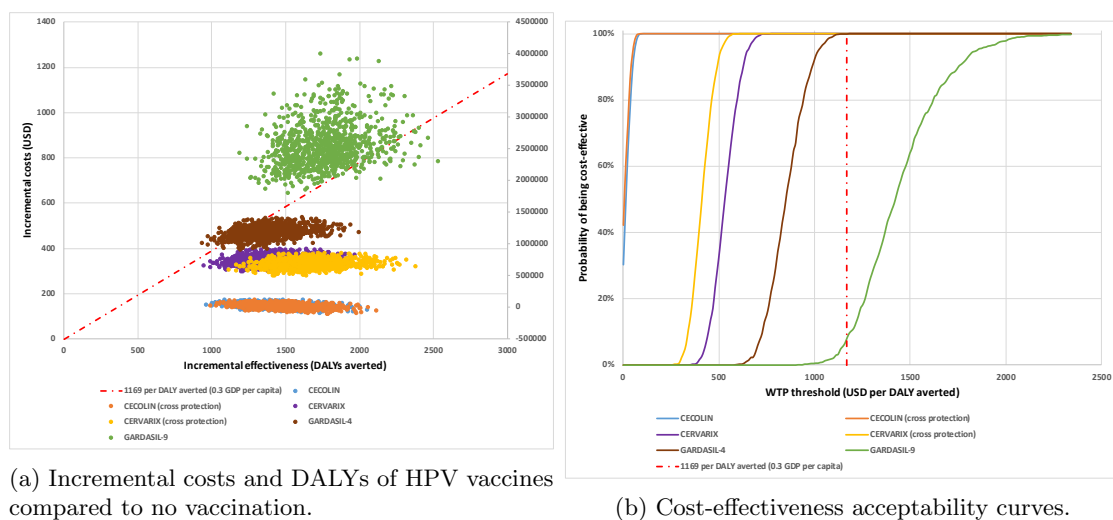 1400
1200
1000
800
600
400
200
0
4500000
4000000
3500000
3000000
2500000
2000000
1500000
1000000
500000
0
-500000
Incremental costs (USD)
0 500 1000 1500 2000 2500 3000
Incremental effectiveness (DALYs averted)
1169 per DALY averted (0.3 GDP per capita) CECOLIN
CECOLIN (cross protection) CERVARIX
CERVARIX (cross protection) GARDASIL-4
GARDASIL-9
(a) Incremental costs and DALYs of HPV vaccines
compared to no vaccination.
100%
80%
60%
40%
20%
0%
Probability of being cost-effective
0 500 1000 1500 2000 2500
WTP threshold (USD per DALY averted)
CECOLIN CECOLIN (cross protection)
CERVARIX CERVARIX (cross protection)
GARDASIL-4 GARDASIL-9
1169 per DALY averted (0.3 GDP per capita)
(b) Cost-effectiveness acceptability curves.